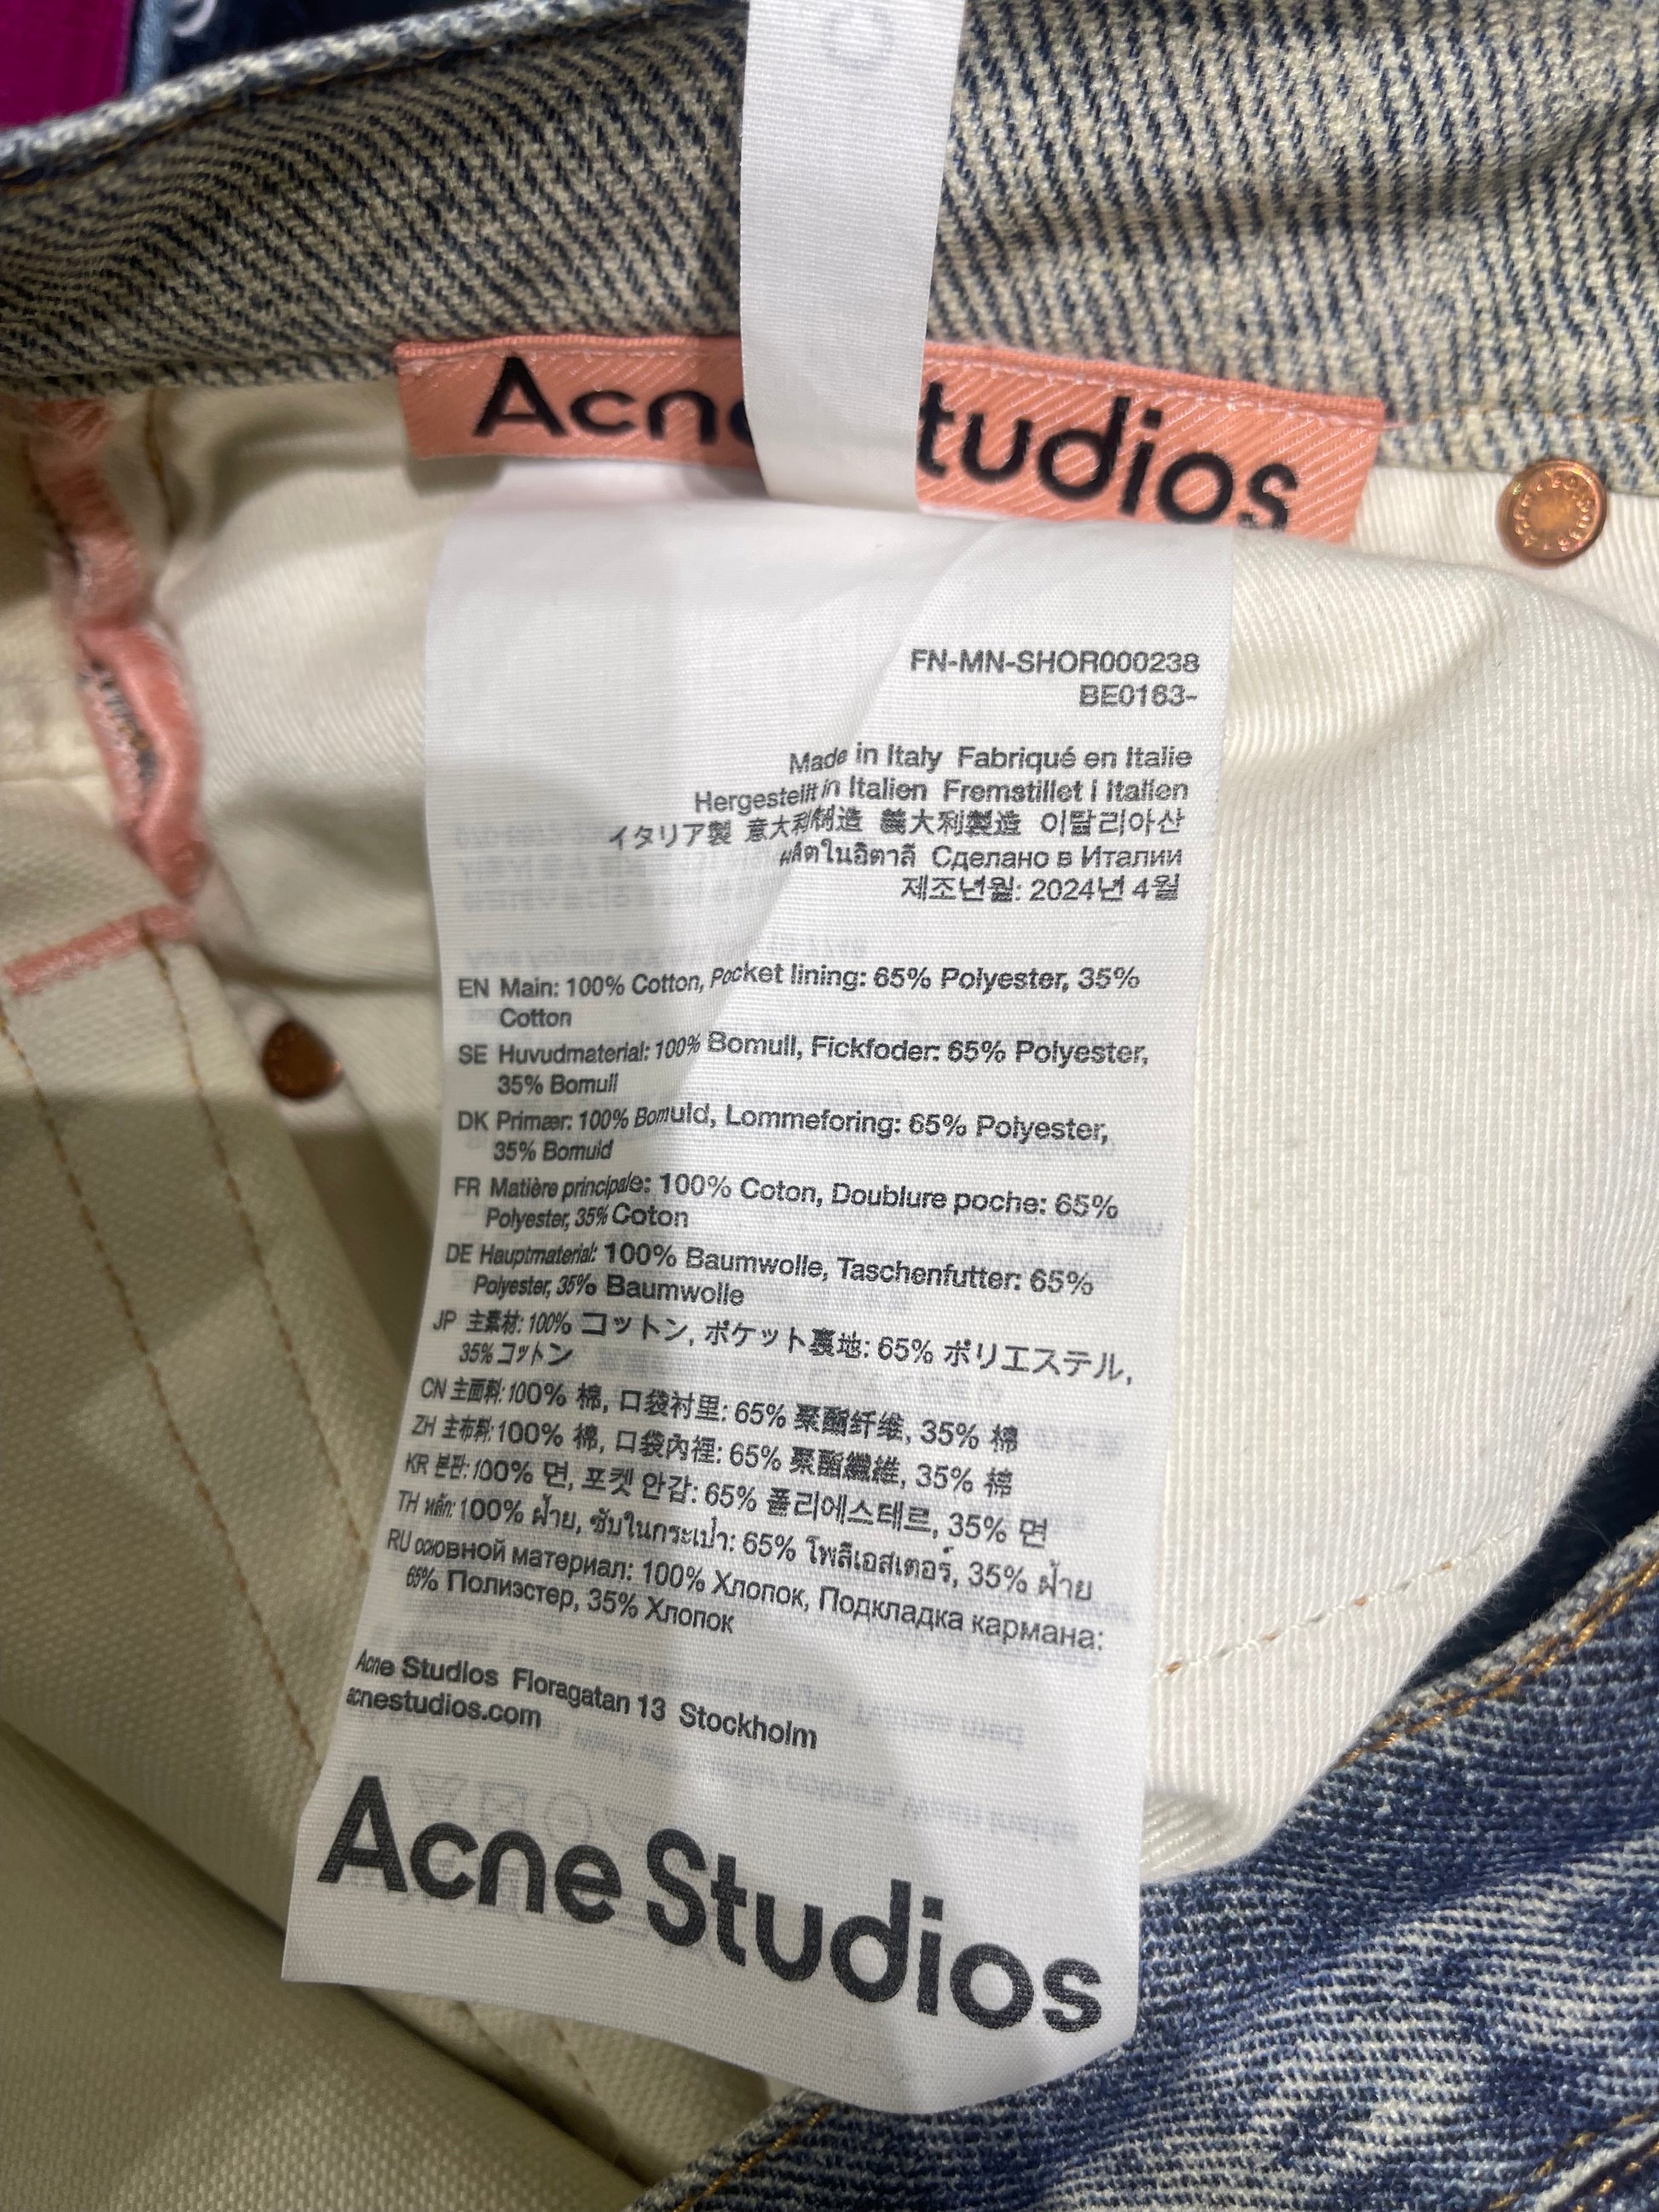 Acne Studios
FN-MN-SHOR000238
BE0163-
Made in Italy Fabriqué en Italie
Hergestellt in Italien Fremstillet i Italien
イタリア製 意大利制造 義大利製造 이탈리아산
ผลิตในอิตาลี Сделано в Италии
제조년월: 2024년 4월
EN Main: 100% Cotton, Pocket lining: 65% Polyester, 35%
Cotton
SE Huvudmaterial: 100% Bomull, Fickfoder: 65% Polyester,
35% Bomull
DK Primær: 100% Bomuld, Lommeforing: 65% Polyester,
35% Bomuld
FR Matière principale: 100% Coton, Doublure poche: 65%
Polyester, 35% Coton
DE Hauptmaterial: 100% Baumwolle, Taschenfutter: 65%
Polyester, 35% Baumwolle
JP 主素材: 100% コットン, ポケット裏地: 65% ポリエステル,
35% コットン
CN 主面料: 100% 棉, 口袋衬里: 65% 聚酯纤维, 35% 棉
ZH 主布料: 100% 棉, 口袋內裡: 65% 聚酯纖維, 35% 棉
KR 본판: 100% 면, 포켓 안감: 65% 폴리에스테르, 35% 면
TH หลัก: 100% ฝ้าย, ซับในกระเป๋า: 65% โพลีเอสเตอร์, 35% ฝ้าย
RU основной материал: 100% Хлопок, Подкладка кармана:
65% Полиэстер, 35% Хлопок
Acne Studios Floragatan 13 Stockholm
acnestudios.com
Acne Studios